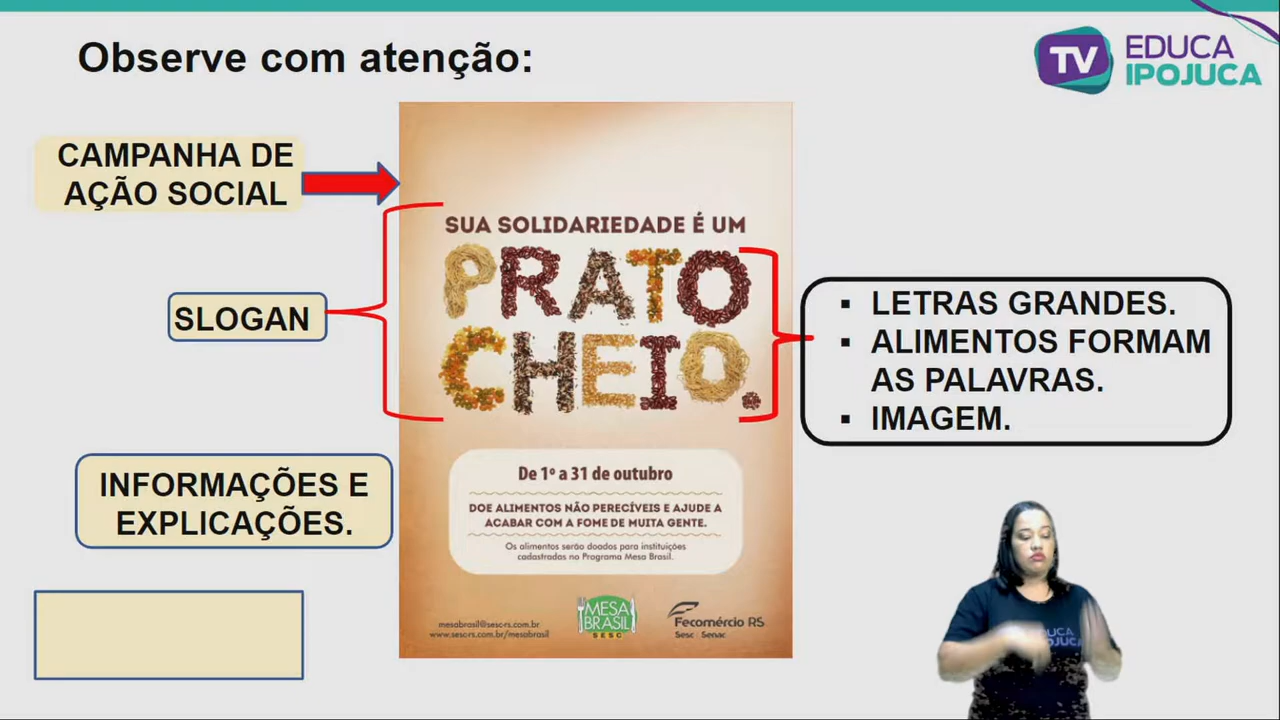 Observe com atenção:
TV EDUCA
IPOJUCA
CAMPANHA DE
AÇÃO SOCIAL
SUA SOLIDARIEDADE É UM
PRATO
CHEIO.
SLOGAN
▪ LETRAS GRANDES.
▪ ALIMENTOS FORMAM
AS PALAVRAS.
▪ IMAGEM.
INFORMAÇÕES E
EXPLICAÇÕES.
De 1º a 31 de outubro
DOE ALIMENTOS NÃO PERECÍVEIS E AJUDE A
ACABAR COM A FOME DE MUITA GENTE.
Os alimentos serão doados para instituições
cadastradas no Programa Mesa Brasil.
mesabrasil@sesc-rs.com.br
www.sesc-rs.com.br/mesabrasil
MESA
BRASIL
SESC
Fecomércio RS
Sesc | Senac
EDUCA
IPOJUCA